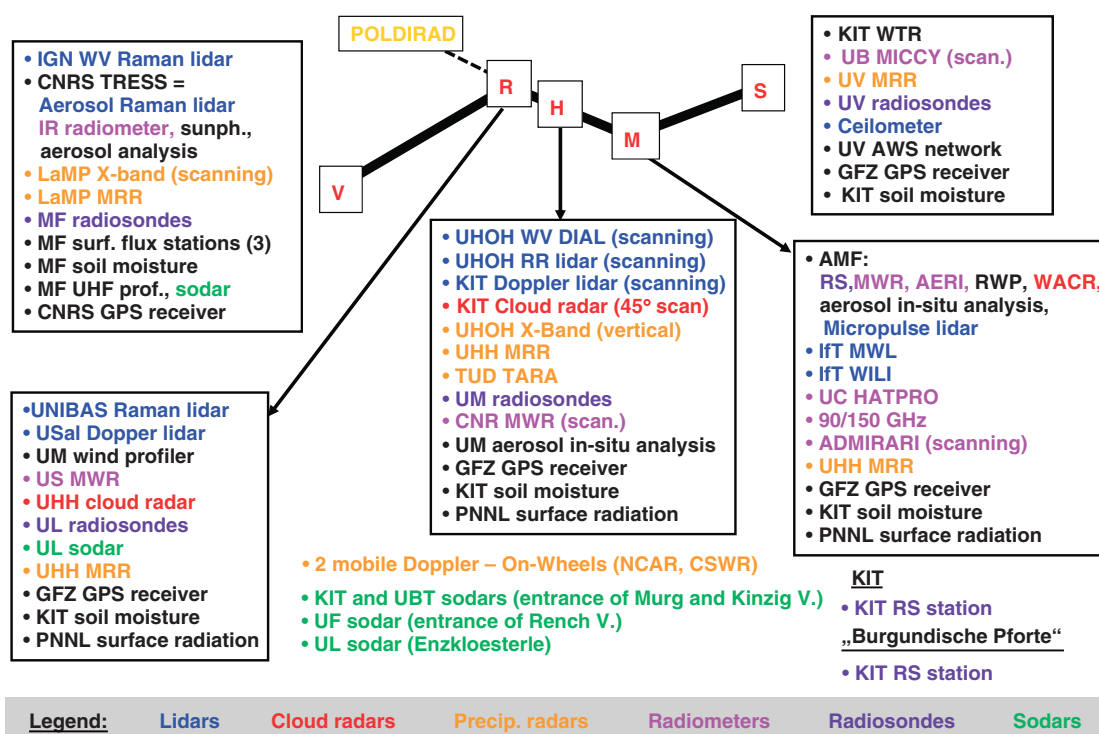 POLDIRAD
R
H
M
S
V
• IGN WV Raman lidar
• CNRS TRESS =
Aerosol Raman lidar
IR radiometer, sunph.,
aerosol analysis
• LaMP X-band (scanning)
• LaMP MRR
• MF radiosondes
• MF surf. flux stations (3)
• MF soil moisture
• MF UHF prof., sodar
• CNRS GPS receiver
• KIT WTR
• UB MICCY (scan.)
• UV MRR
• UV radiosondes
• Ceilometer
• UV AWS network
• GFZ GPS receiver
• KIT soil moisture
• UHOH WV DIAL (scanning)
• UHOH RR lidar (scanning)
• KIT Doppler lidar (scanning)
• KIT Cloud radar (45° scan)
• UHOH X-Band (vertical)
• UHH MRR
• TUD TARA
• UM radiosondes
• CNR MWR (scan.)
• UM aerosol in-situ analysis
• GFZ GPS receiver
• KIT soil moisture
• PNNL surface radiation
• AMF:
RS,MWR, AERI, RWP, WACR,
aerosol in-situ analysis,
Micropulse lidar
• IfT MWL
• IfT WILI
• UC HATPRO
• 90/150 GHz
• ADMIRARI (scanning)
• UHH MRR
• GFZ GPS receiver
• KIT soil moisture
• PNNL surface radiation
•UNIBAS Raman lidar
• USal Dopper lidar
• UM wind profiler
• US MWR
• UHH cloud radar
• UL radiosondes
• UL sodar
• UHH MRR
• GFZ GPS receiver
• KIT soil moisture
• PNNL surface radiation
• 2 mobile Doppler – On-Wheels (NCAR, CSWR)
• KIT and UBT sodars (entrance of Murg and Kinzig V.)
• UF sodar (entrance of Rench V.)
• UL sodar (Enzkloesterle)
KIT
• KIT RS station
„Burgundische Pforte“
• KIT RS station
Legend: Lidars Cloud radars Precip. radars Radiometers Radiosondes Sodars